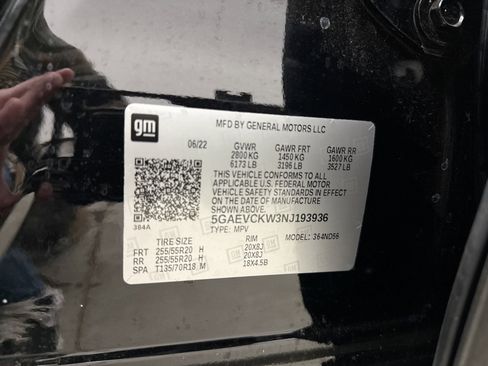 gm
MFD BY GENERAL MOTORS LLC
06/22 GVWR GAWR FRT GAWR RR
2800 KG 1450 KG 1600 KG
6173 LB 3196 LB 3527 LB
THIS VEHICLE CONFORMS TO ALL
APPLICABLE U.S. FEDERAL MOTOR
VEHICLE SAFETY STANDARDS IN EFFECT
ON THE DATE OF MANUFACTURE
SHOWN ABOVE.
384A 5GAEVCKW3NJ193936
TYPE: MPV MODEL: 364ND56
RIM
FRT 255/55R20 H 20X8J
RR 255/55R20 H 20X8J
SPA T135/70R18 M 18X4.5B